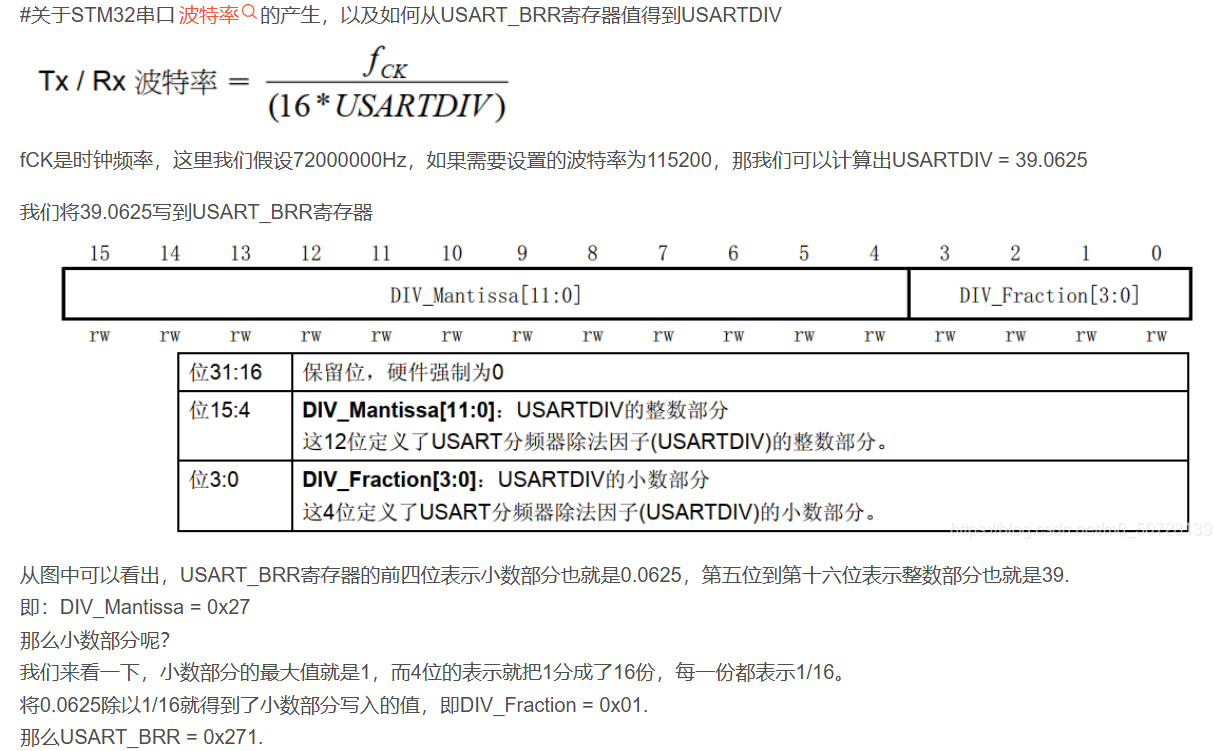 #关于STM32串口 波特率 的产生，以及如何从USART_BRR寄存器值得到USARTDIV
Tx / Rx 波特率 = fCK / (16*USARTDIV)
fCK是时钟频率，这里我们假设72000000Hz，如果需要设置的波特率为115200，那我们可以计算出USARTDIV = 39.0625
我们将39.0625写到USART_BRR寄存器
15 14 13 12 11 10 9 8 7 6 5 4 3 2 1 0
DIV_Mantissa[11:0] DIV_Fraction[3:0]
rw rw rw rw rw rw rw rw rw rw rw rw rw rw rw rw
位31:16 保留位，硬件强制为0
位15:4 DIV_Mantissa[11:0]：USARTDIV的整数部分
这12位定义了USART分频器除法因子(USARTDIV)的整数部分。
位3:0 DIV_Fraction[3:0]：USARTDIV的小数部分
这4位定义了USART分频器除法因子(USARTDIV)的小数部分。
从图中可以看出，USART_BRR寄存器的前四位表示小数部分也就是0.0625，第五位到第十六位表示整数部分也就是39.
即：DIV_Mantissa = 0x27
那么小数部分呢？
我们来看一下，小数部分的最大值就是1，而4位的表示就把1分成了16份，每一份都表示1/16。
将0.0625除以1/16就得到了小数部分写入的值，即DIV_Fraction = 0x01.
那么USART_BRR = 0x271.